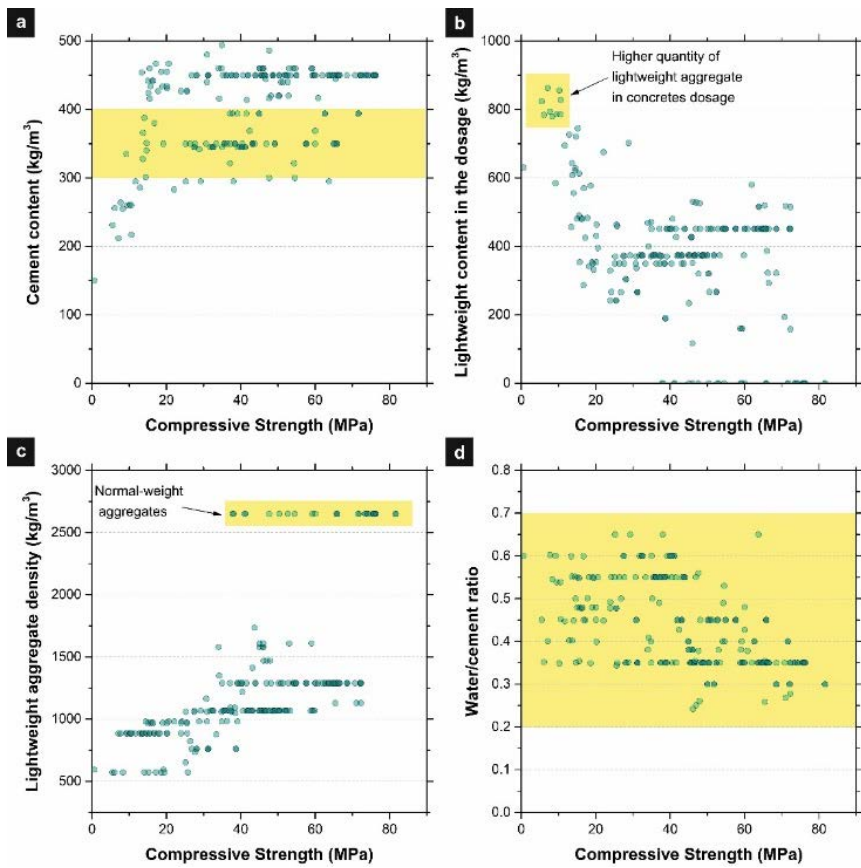 a
500
400
300
200
100
0
Cement content (kg/m³)
0 20 40 60 80
Compressive Strength (MPa)
b
1000
800
600
400
200
0
Lightweight content in the dosage (kg/m³)
Higher quantity of
lightweight aggregate
in concretes dosage
0 20 40 60 80
Compressive Strength (MPa)
c
3000
2500
2000
1500
1000
500
Lightweight aggregate density (kg/m³)
Normal-weight
aggregates
0 20 40 60 80
Compressive Strength (MPa)
d
0.8
0.7
0.6
0.5
0.4
0.3
0.2
0.1
0.0
Water/cement ratio
0 20 40 60 80
Compressive Strength (MPa)